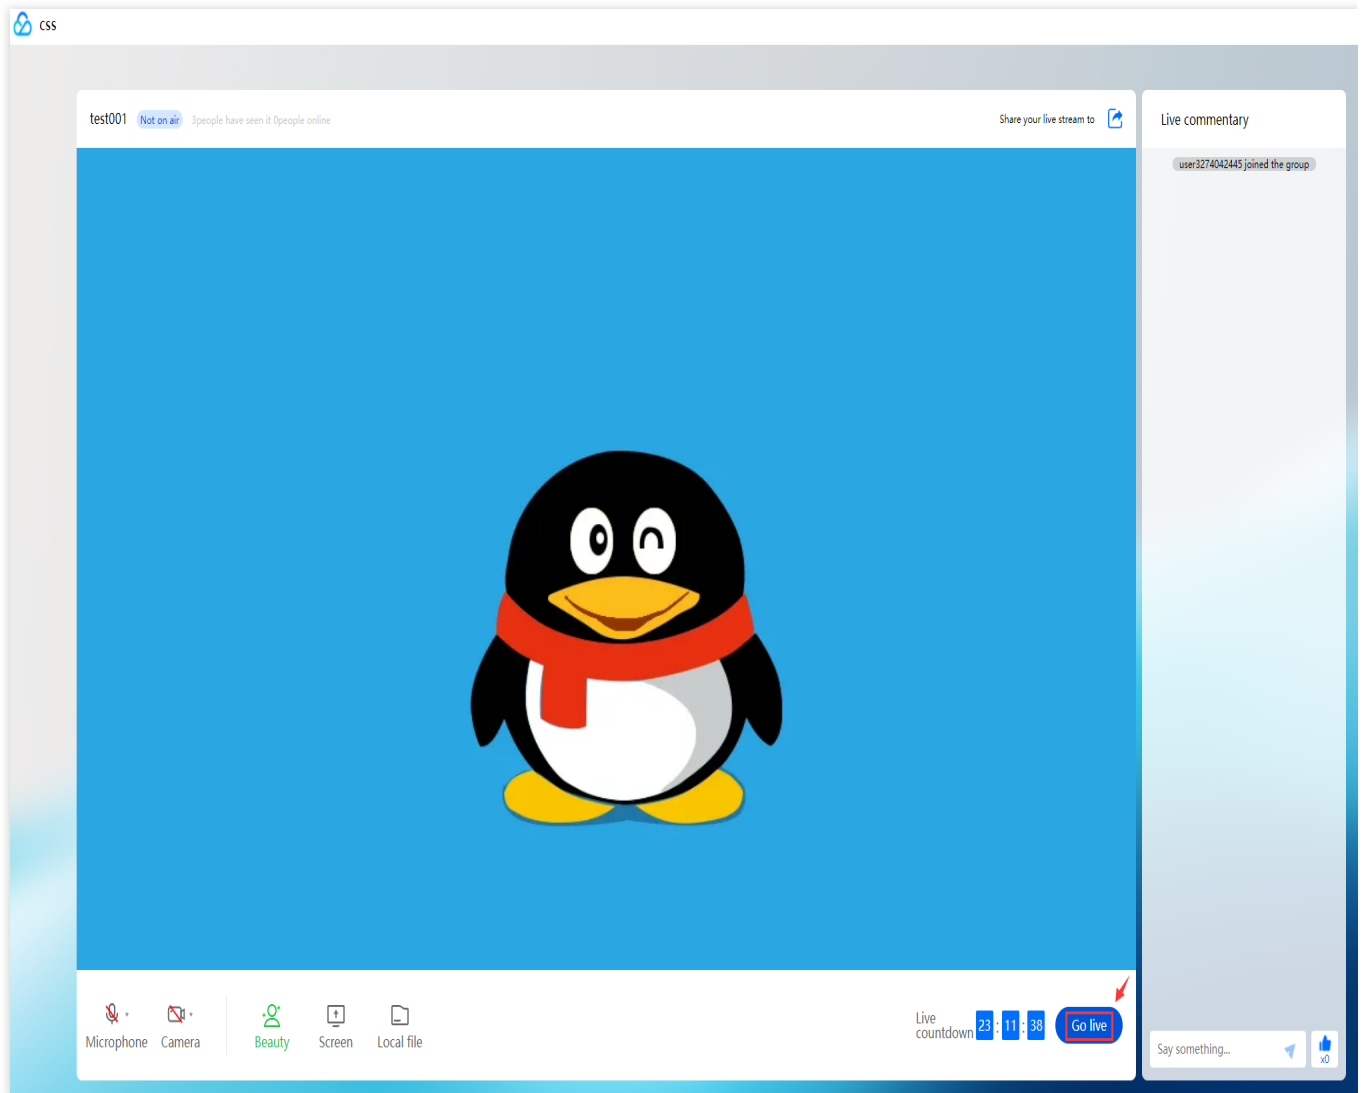 CSS
test001 Not on air 3people have seen it 0people online
Share your live stream to
Live commentary
user3274042445 joined the group
Microphone Camera Beauty Screen Local file
Live
countdown 23 : 11 : 38 Go live
Say something...
x0